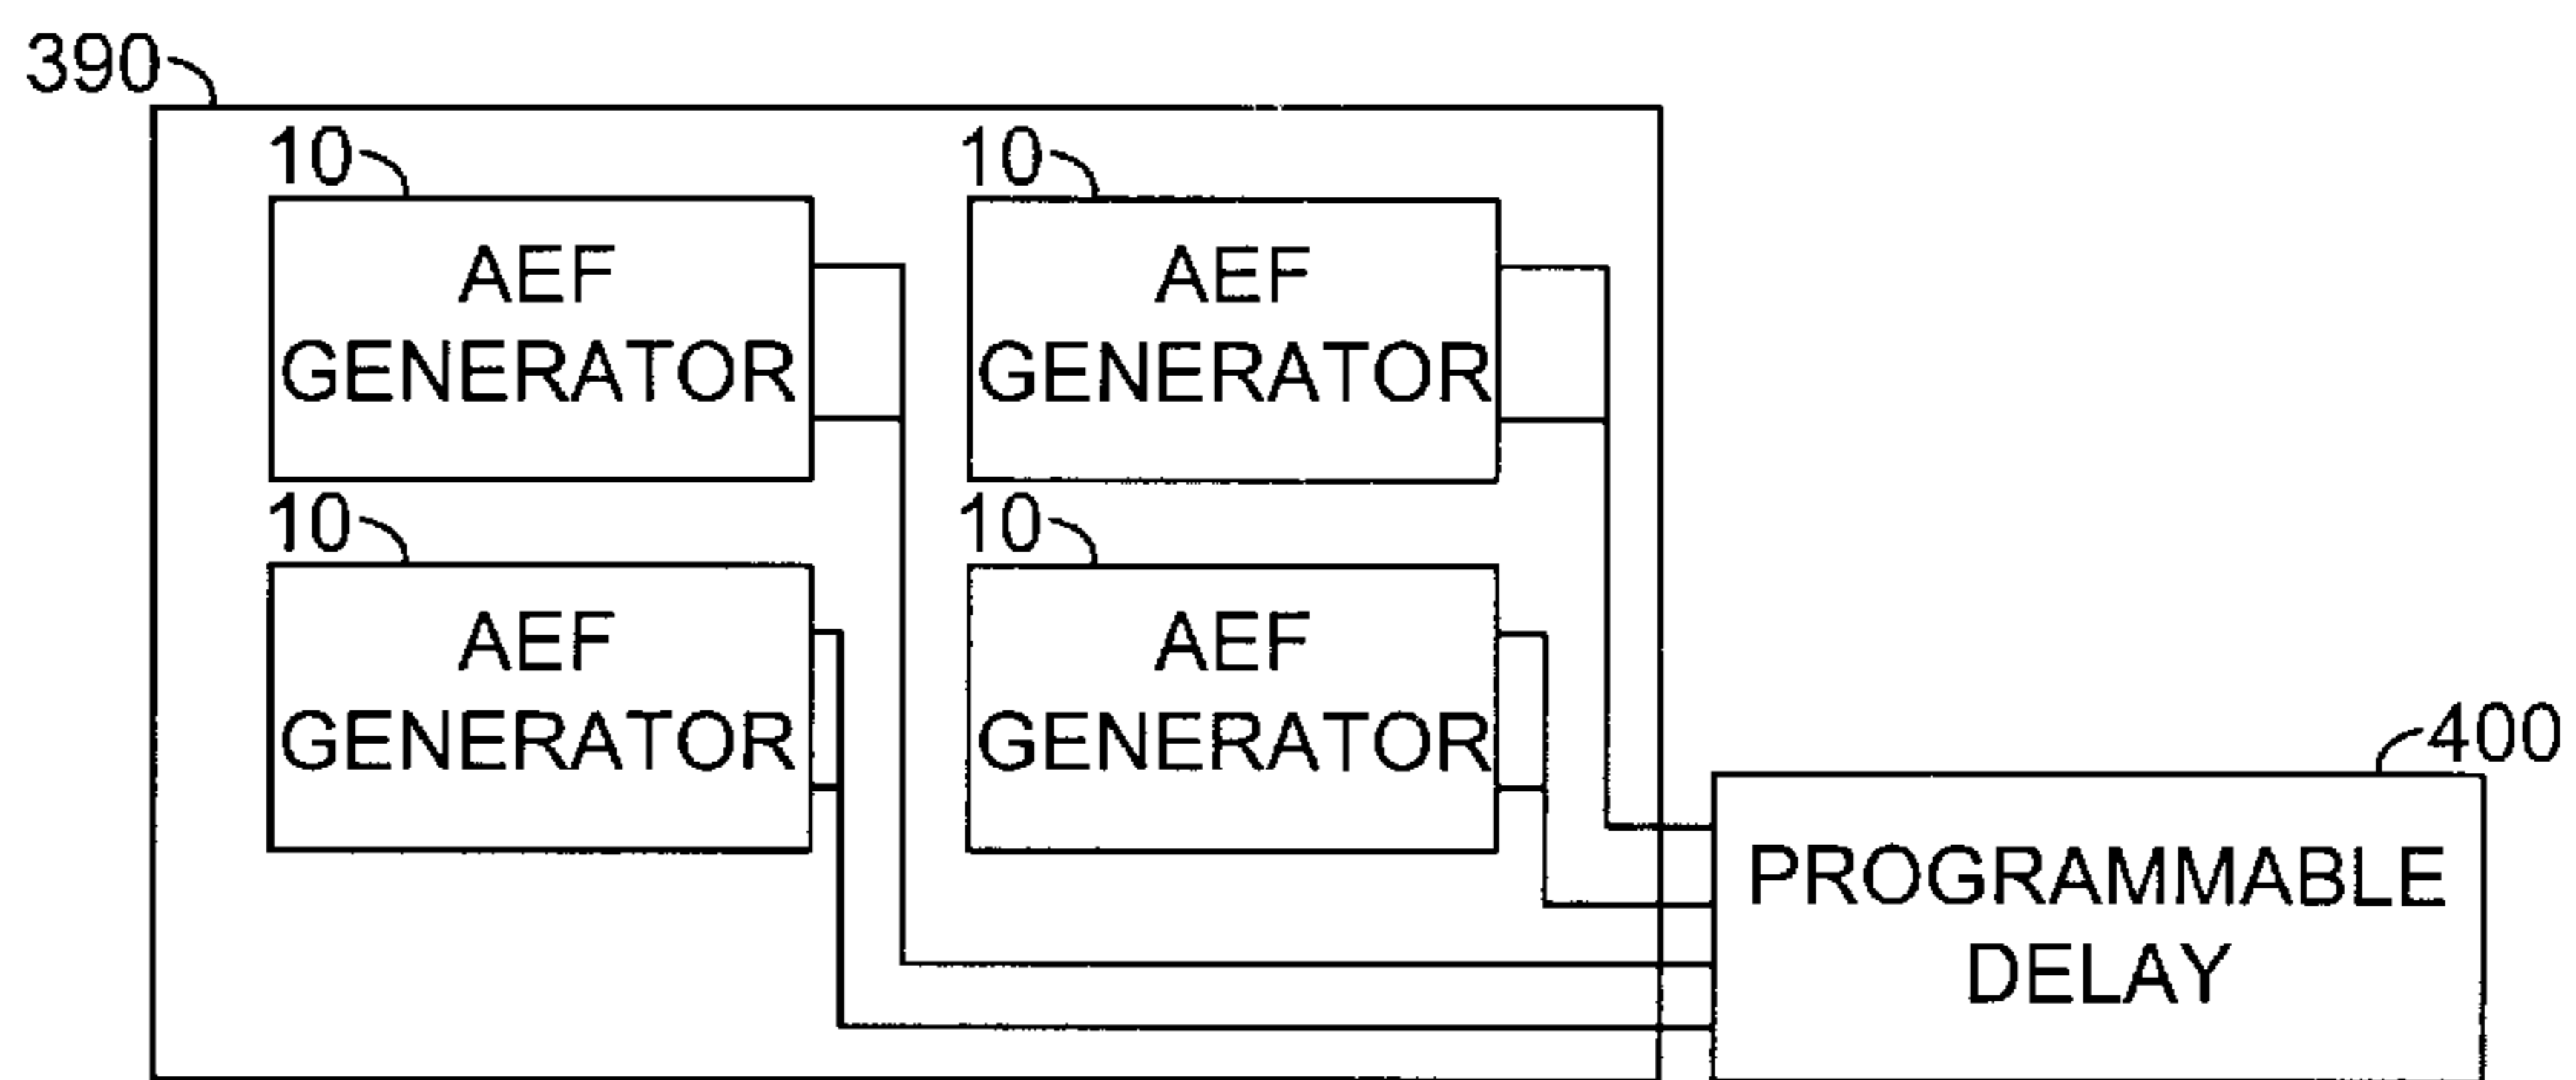 390
10
10
AEF
GENERATOR
AEF
GENERATOR
10
10
AEF
GENERATOR
AEF
GENERATOR
400
PROGRAMMABLE
DELAY